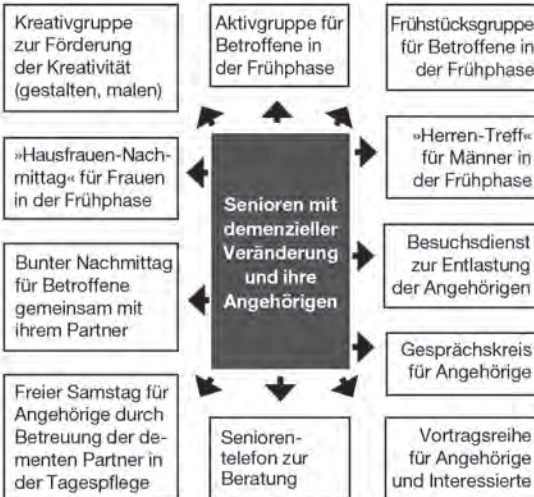 Kreativgruppe
zur Förderung
der Kreativität
(gestalten, malen)
Aktivgruppe für
Betroffene in
der Frühphase
Frühstücksgruppe
für Betroffene in
der Frühphase
»Hausfrauen-Nach-
mittag« für Frauen
in der Frühphase
Senioren mit
demenzieller
Veränderung
und ihre
Angehörigen
»Herren-Treff«
für Männer in
der Frühphase
Bunter Nachmittag
für Betroffene
gemeinsam mit
ihrem Partner
Besuchsdienst
zur Entlastung
der Angehörigen
Gesprächskreis
für Angehörige
Freier Samstag für
Angehörige durch
Betreuung der de-
menten Partner in
der Tagespflege
Senioren-
telefon zur
Beratung
Vortragsreihe
für Angehörige
und Interessierte